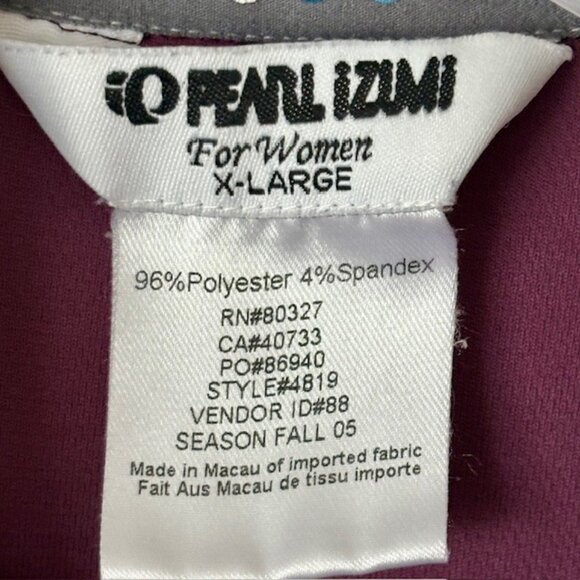 PEARL iZUMi
For Women
X-LARGE
96%Polyester 4%Spandex
RN#80327
CA#40733
PO#86940
STYLE#4819
VENDOR ID#88
SEASON FALL 05
Made in Macau of imported fabric
Fait Aus Macau de tissu importe